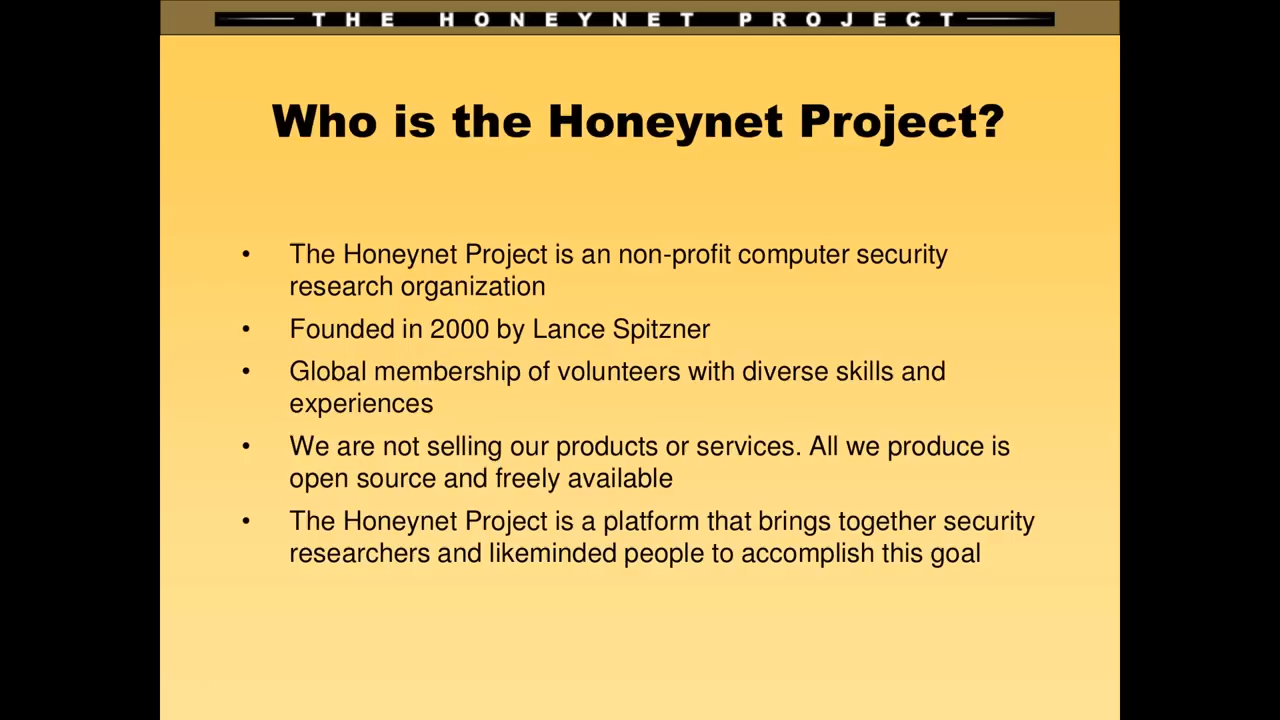 THE HONEYNET PROJECT
Who is the Honeynet Project?
• The Honeynet Project is an non-profit computer security
research organization
• Founded in 2000 by Lance Spitzner
• Global membership of volunteers with diverse skills and
experiences
• We are not selling our products or services. All we produce is
open source and freely available
• The Honeynet Project is a platform that brings together security
researchers and likeminded people to accomplish this goal